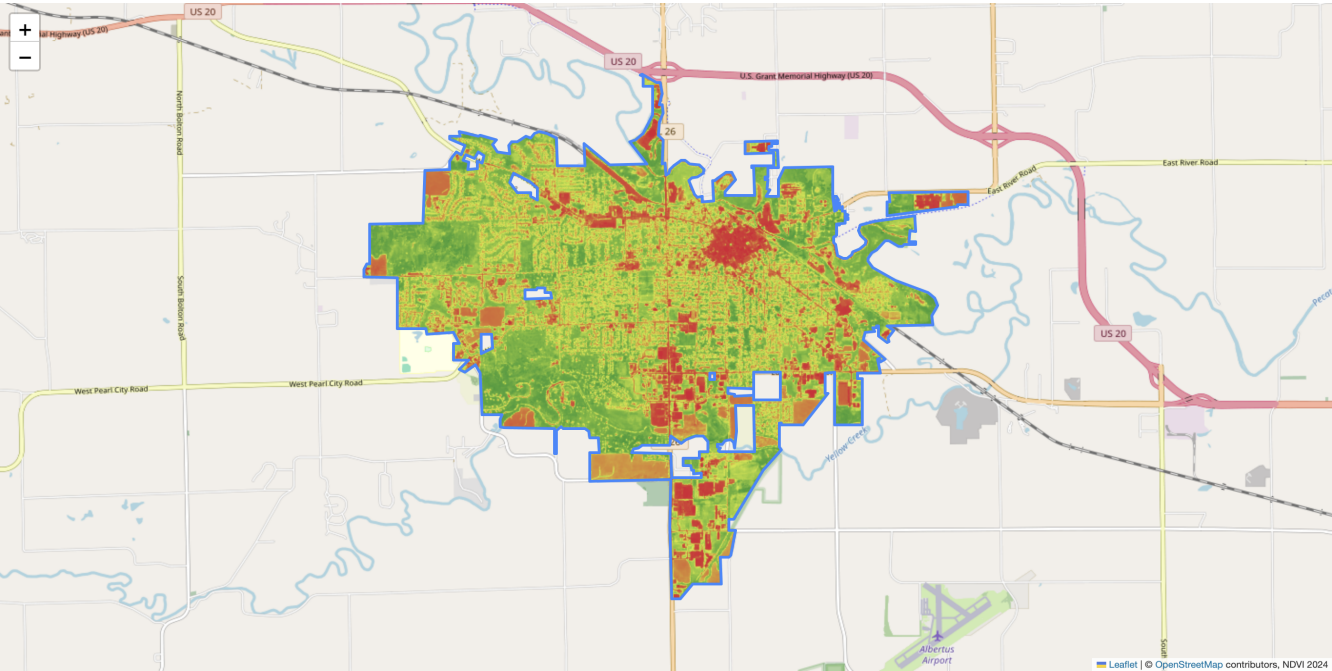 +
−
US 20
al Highway (US 20)
US 20
U.S. Grant Memorial Highway (US 20)
26
North Bolton Road
East River Road
East River Road
South Bolton Road
US 20
West Pearl City Road
West Pearl City Road
Yellow Creek
Albertus
Airport
Leaflet | © OpenStreetMap contributors, NDVI 2024